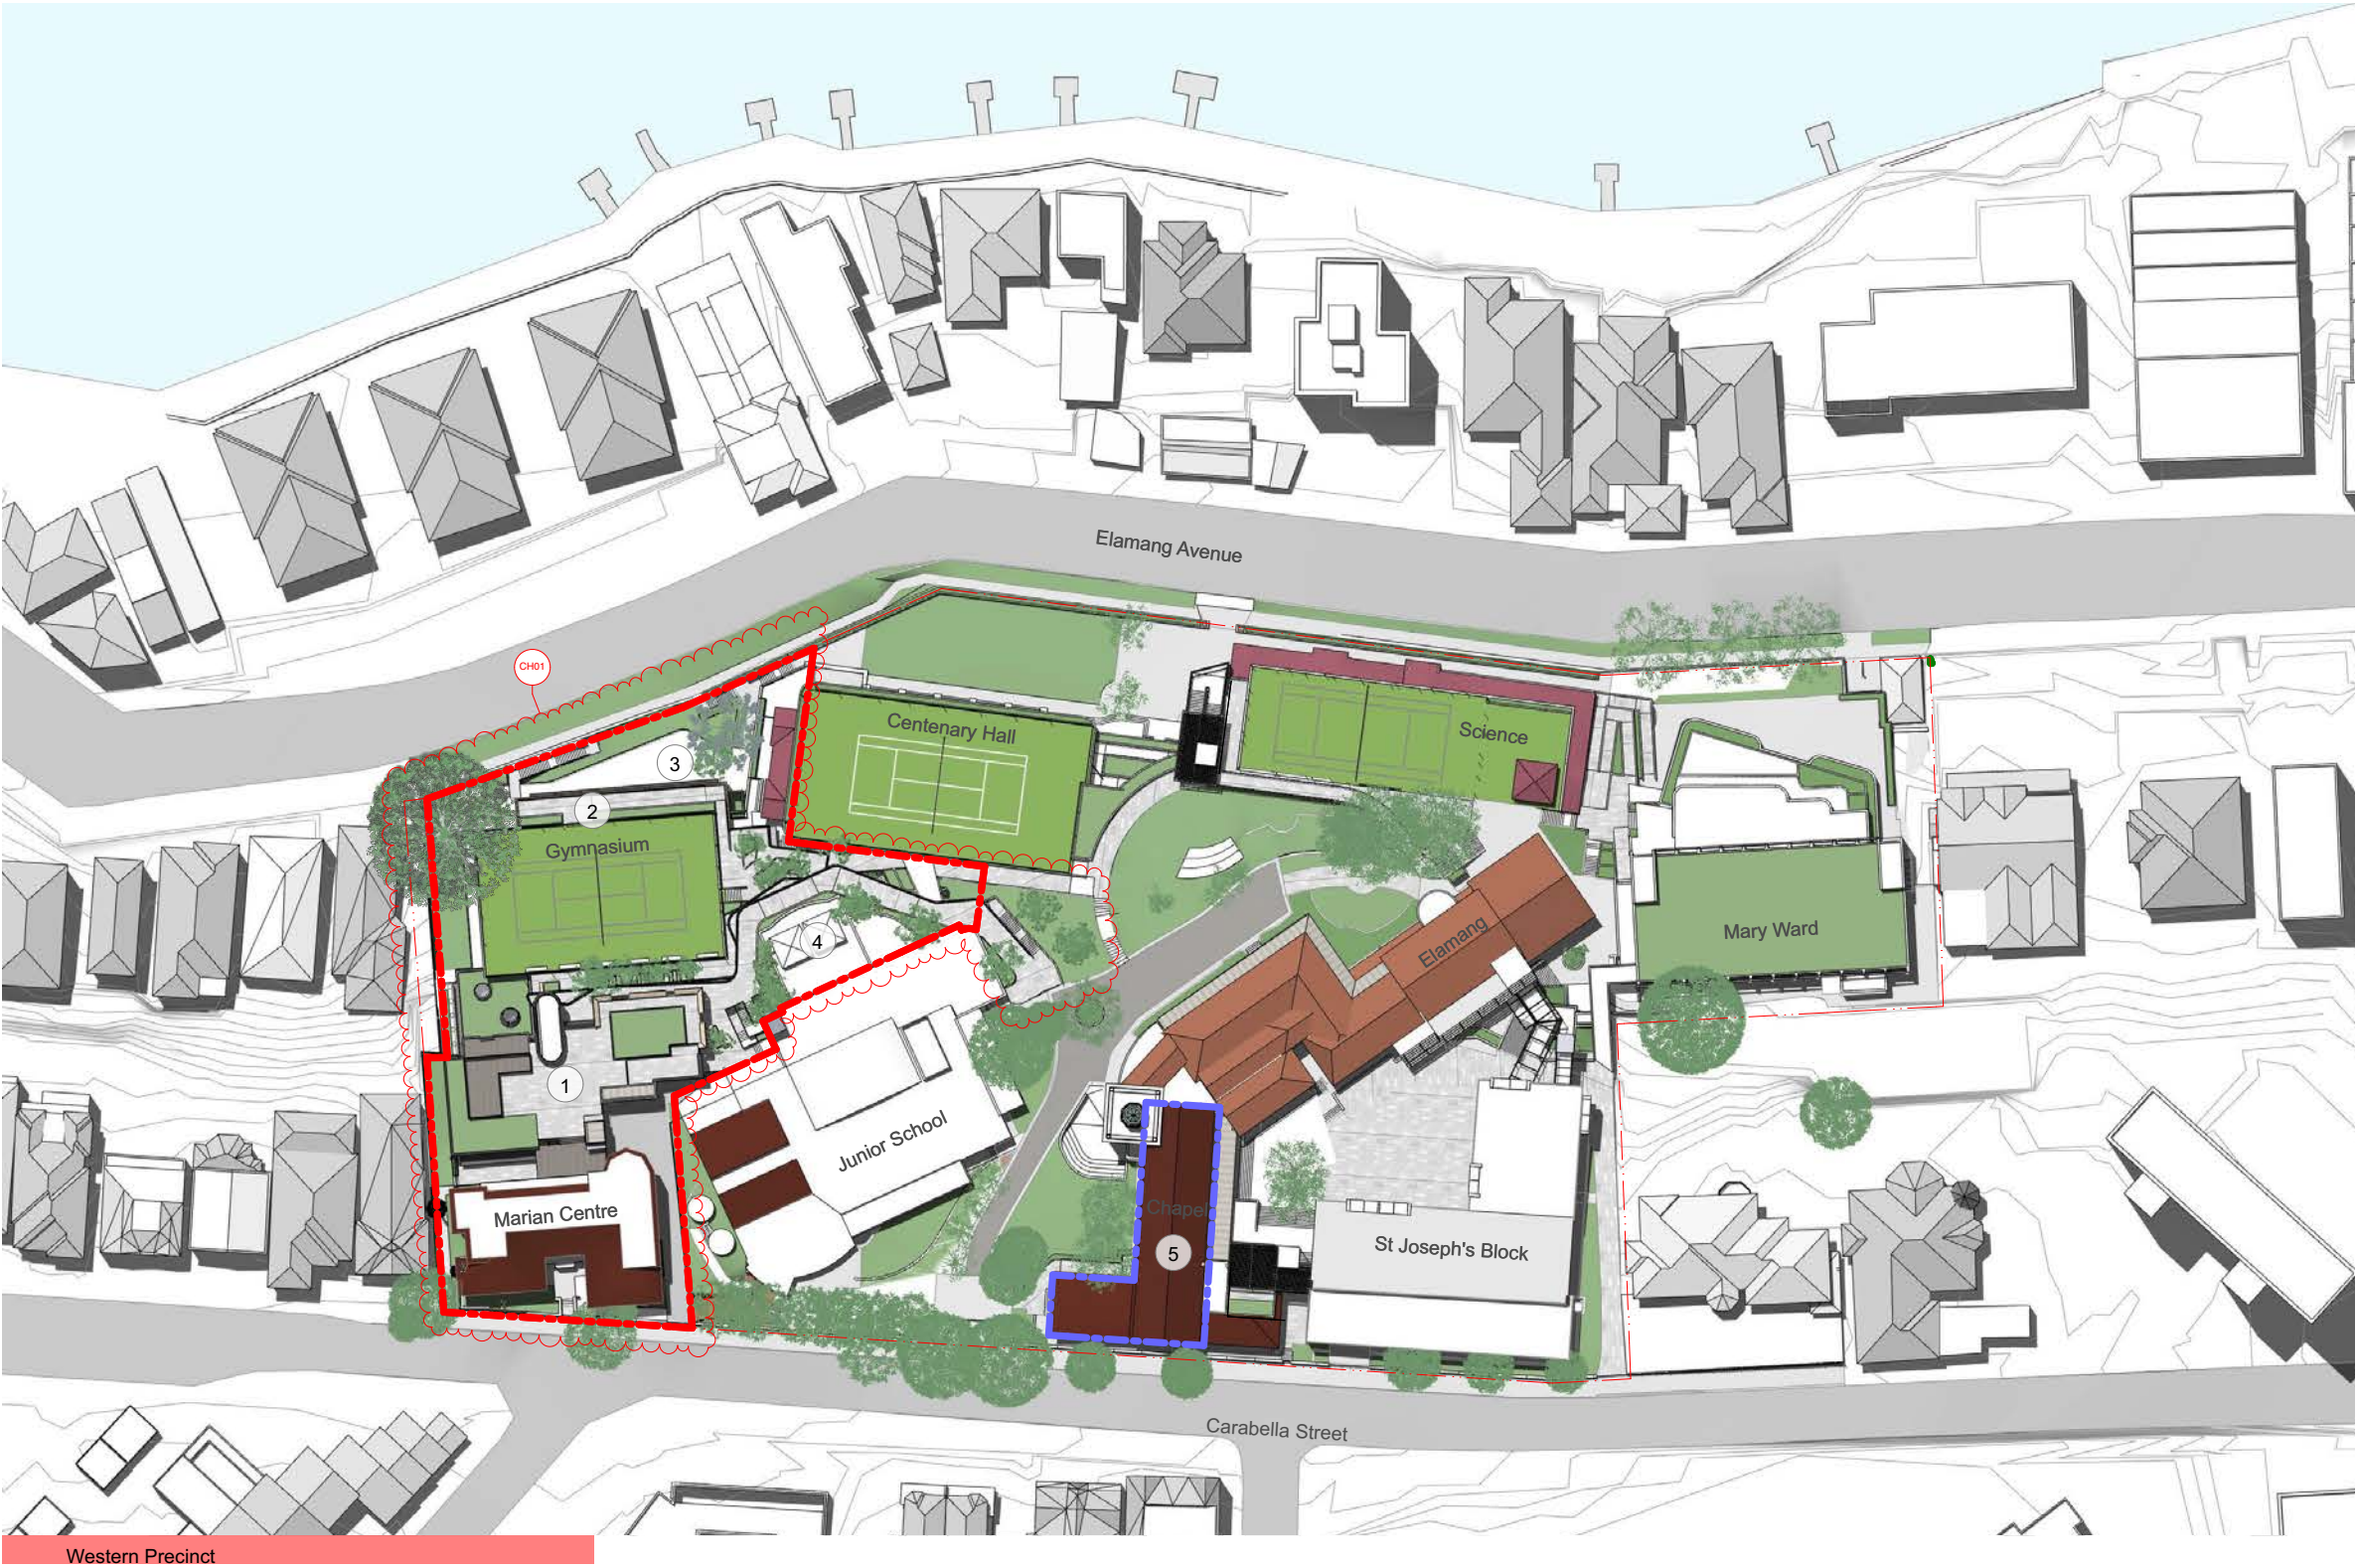 Elamang Avenue
CH01
Centenary Hall
Science
3
2
Gymnasium
4
Elamang
Mary Ward
1
Junior School
Marian Centre
Chapel
5
St Joseph's Block
Carabella Street
Western Precinct